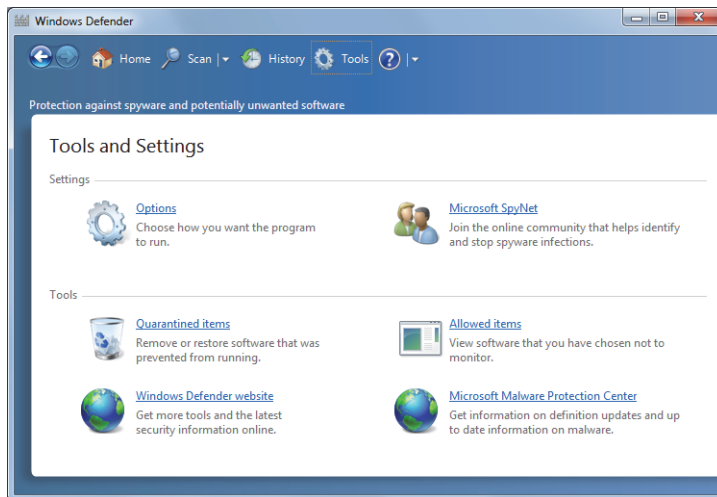 Windows Defender
Home Scan History Tools
Protection against spyware and potentially unwanted software
Tools and Settings
Settings
Options
Choose how you want the program
to run.
Microsoft SpyNet
Join the online community that helps identify
and stop spyware infections.
Tools
Quarantined items
Remove or restore software that was
prevented from running.
Allowed items
View software that you have chosen not to
monitor.
Windows Defender website
Get more tools and the latest
security information online.
Microsoft Malware Protection Center
Get information on definition updates and up
to date information on malware.